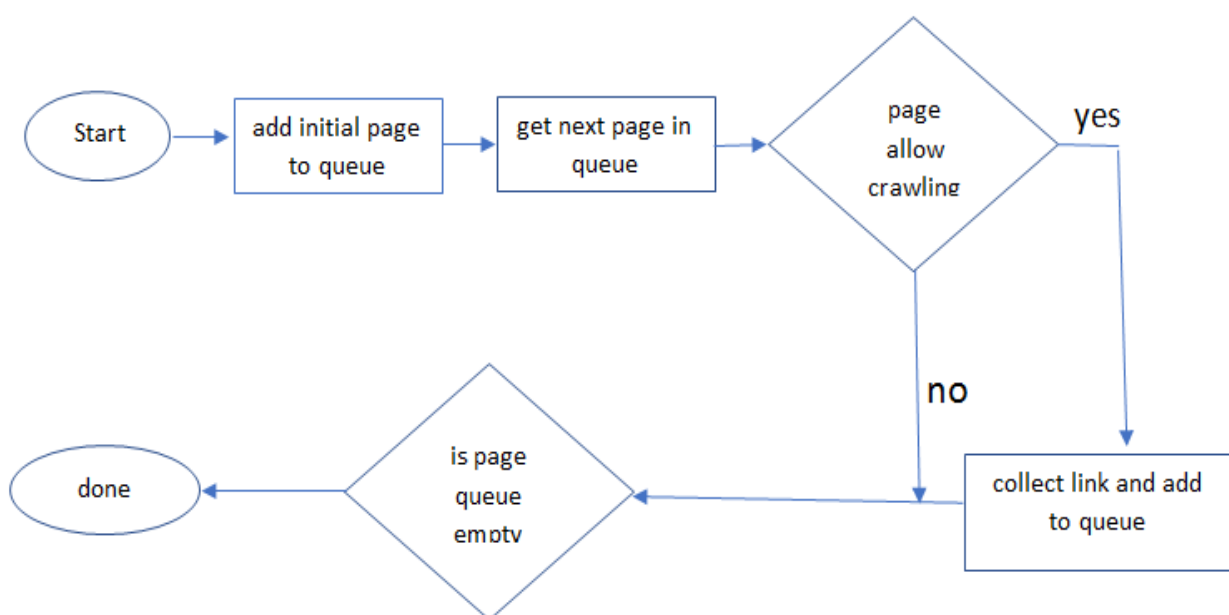 Start
add initial page
to queue
get next page in
queue
page
allow
crawling
yes
no
collect link and add
to queue
is page
queue
empty
done